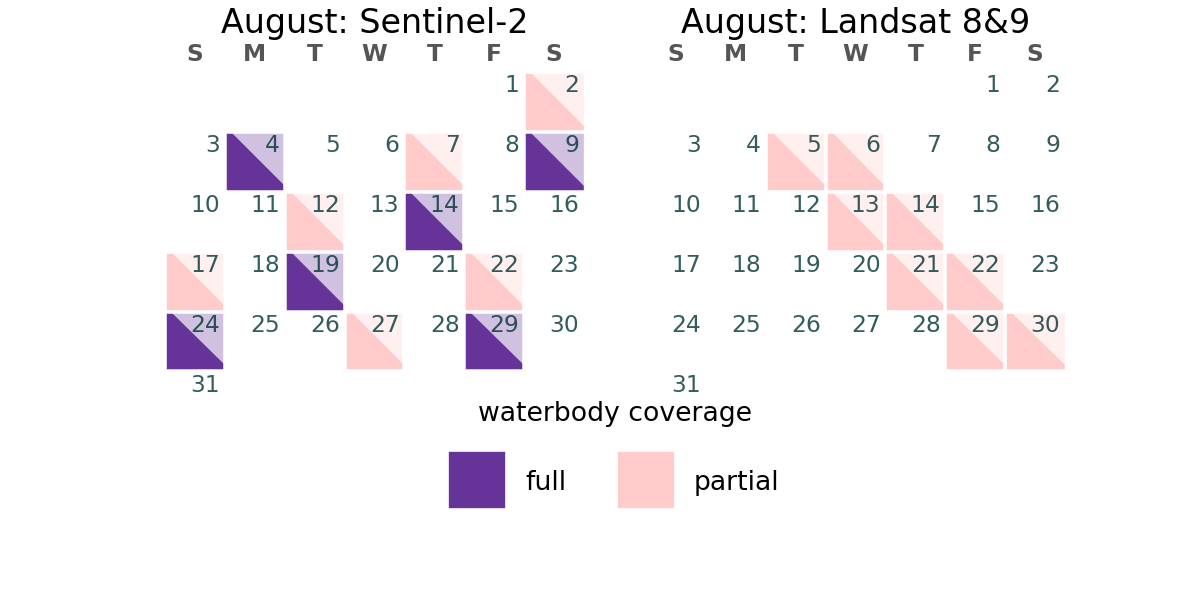 August: Sentinel-2
S M T W T F S
1 2
3 4 5 6 7 8 9
10 11 12 13 14 15 16
17 18 19 20 21 22 23
24 25 26 27 28 29 30
31
August: Landsat 8&9
S M T W T F S
1 2
3 4 5 6 7 8 9
10 11 12 13 14 15 16
17 18 19 20 21 22 23
24 25 26 27 28 29 30
31
waterbody coverage
full
partial